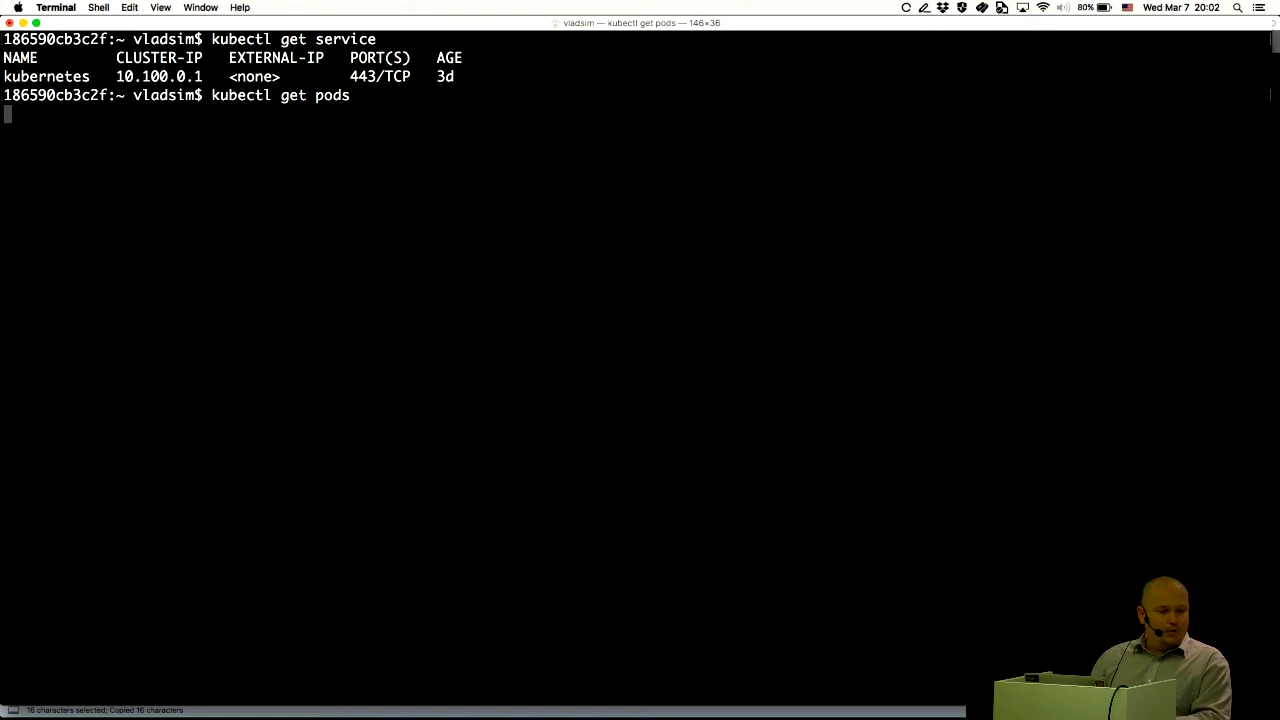 Terminal Shell Edit View Window Help 80% Wed Mar 7 20:02
vladsim — kubectl get pods — 146×36
186590cb3c2f:~ vladsim$ kubectl get service
NAME CLUSTER-IP EXTERNAL-IP PORT(S) AGE
kubernetes 10.100.0.1 <none> 443/TCP 3d
186590cb3c2f:~ vladsim$ kubectl get pods
16 characters selected; Copied 16 characters